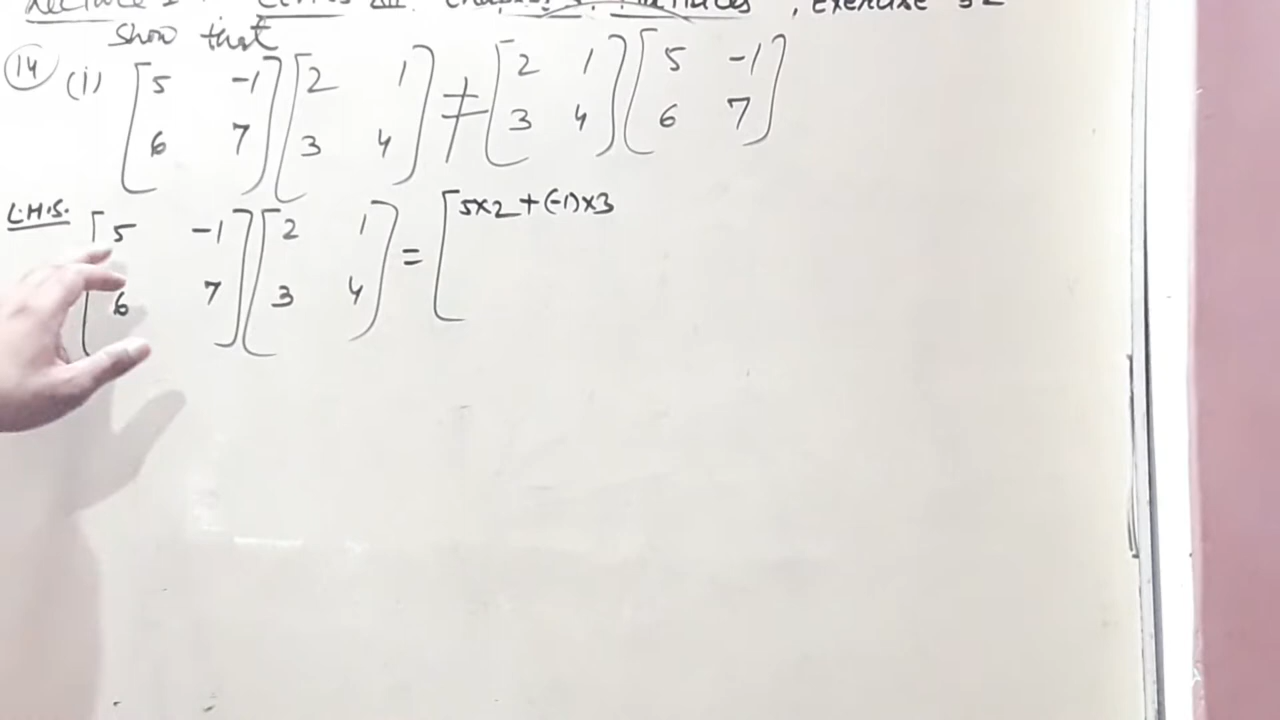 , Exercise 3.2
Show that
14 (i) [5 -1 [2 1 ≠ [2 1 [5 -1
6 7] 3 4] 3 4] 6 7]
L.H.S. [5 -1 [2 1 = [5×2 + (-1)×3
6 7] 3 4]